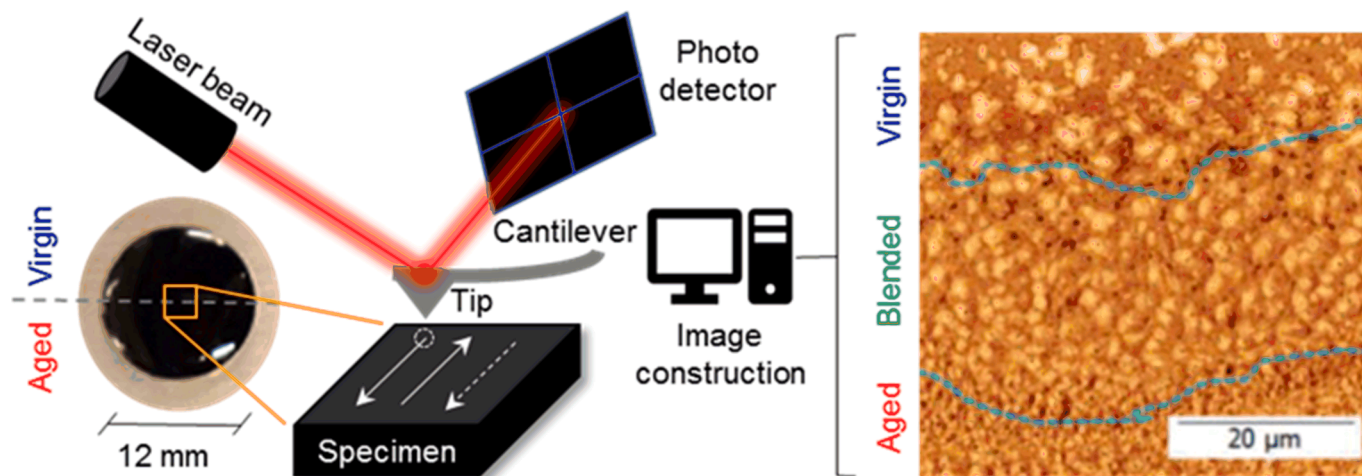 Laser beam
Photo
detector
Cantilever
Tip
Virgin
Aged
12 mm
Specimen
Image
construction
Virgin
Blended
Aged
20 µm